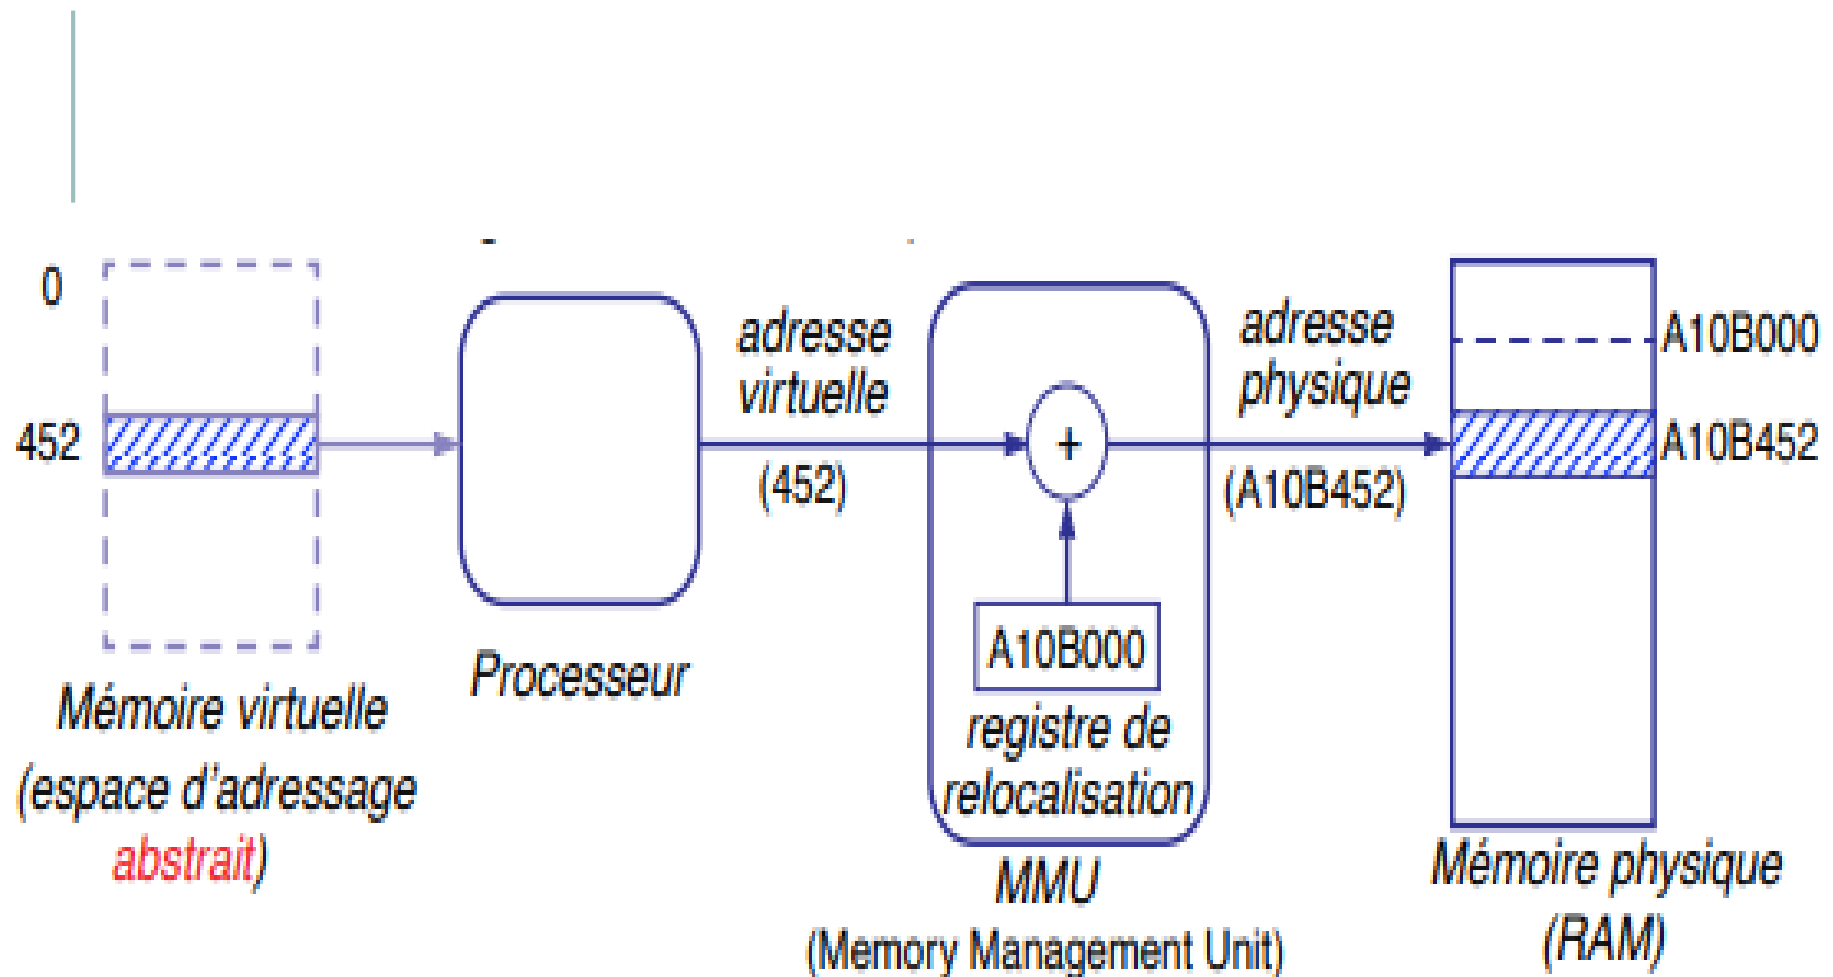 0
452
Mémoire virtuelle
(espace d'adressage
abstrait)
Processeur
adresse
virtuelle
(452)
+
A10B000
registre de
relocalisation
MMU
(Memory Management Unit)
adresse
physique
(A10B452)
A10B000
A10B452
Mémoire physique
(RAM)